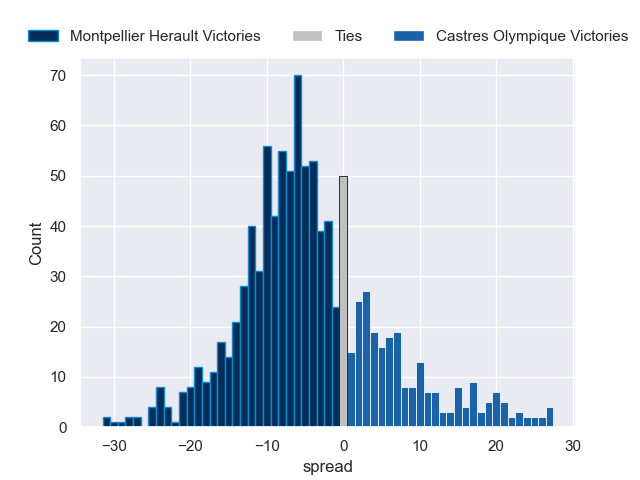 Montpellier Herault Victories Ties Castres Olympique Victories
70
60
50
40
30
20
10
0
Count
−30 −20 −10 0 10 20 30
spread